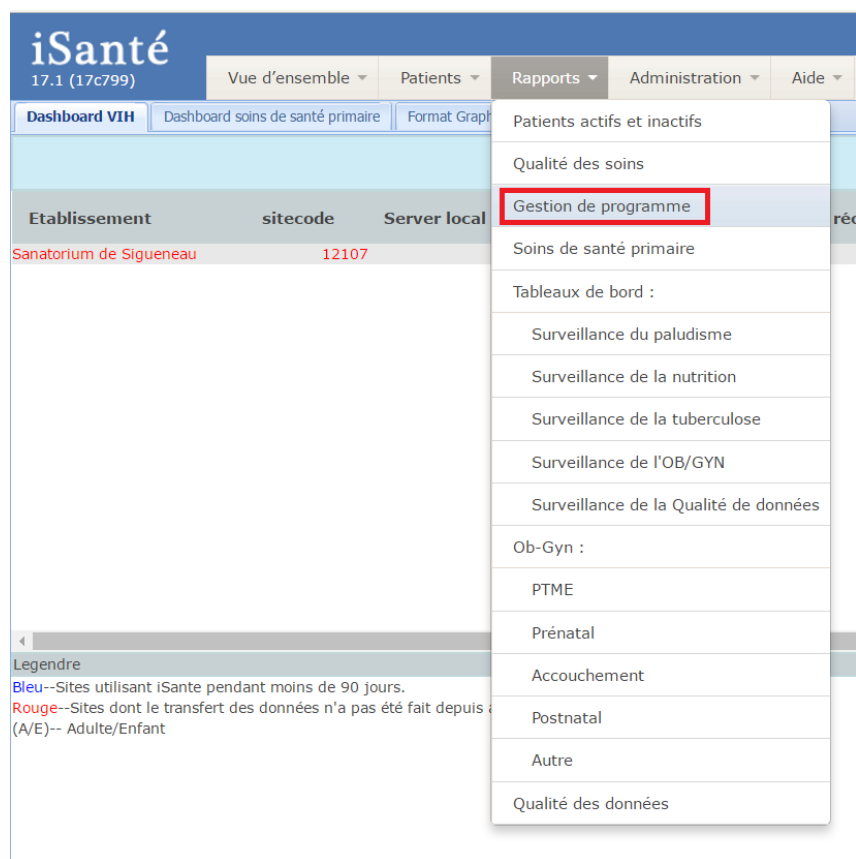 iSanté
17.1 (17c799)
Vue d'ensemble
Patients
Rapports
Administration
Aide
Dashboard VIH
Dashboard soins de santé primaire
Format Graph
Etablissement
sitecode
Server local
réc
Sanatorium de Sigueneau
12107
Patients actifs et inactifs
Qualité des soins
Gestion de programme
Soins de santé primaire
Tableaux de bord :
Surveillance du paludisme
Surveillance de la nutrition
Surveillance de la tuberculose
Surveillance de l'OB/GYN
Surveillance de la Qualité de données
Ob-Gyn :
PTME
Prénatal
Accouchement
Postnatal
Autre
Qualité des données
Legendre
Bleu--Sites utilisant iSante pendant moins de 90 jours.
Rouge--Sites dont le transfert des données n'a pas été fait depuis
(A/E)-- Adulte/Enfant